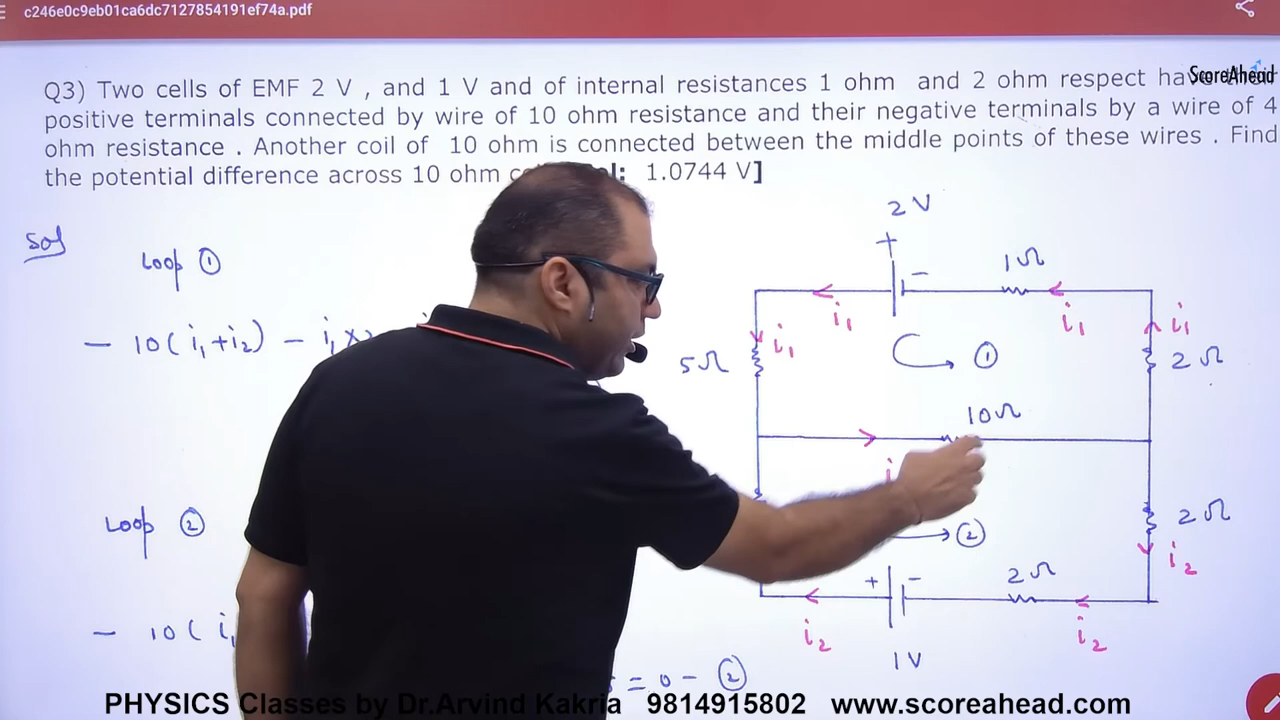 c246e0c9eb01ca6dc7127854191ef74a.pdf
ScoreAhead
Q3) Two cells of EMF 2 V , and 1 V and of internal resistances 1 ohm and 2 ohm respect have
positive terminals connected by wire of 10 ohm resistance and their negative terminals by a wire of 4
ohm resistance . Another coil of 10 ohm is connected between the middle points of these wires . Find
the potential difference across 10 ohm 1.0744 V]
Sol
Loop ①
- 10(i₁+i₂) - i₁×
Loop ②
- 10( i₁
= 0 - ②
2 V
+ -
1Ω
i₁ i₁ i₁
i₁
5Ω
①
2Ω
10Ω
②
2Ω
i₂
+ -
2Ω
i₂ i₂
1V
PHYSICS Classes by Dr.Arvind Kakria 9814915802 www.scoreahead.com